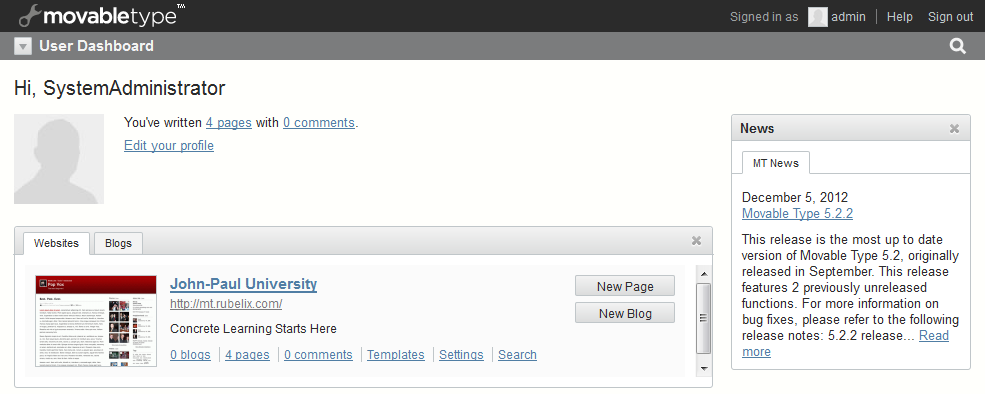 movabletype™
Signed in as admin Help Sign out
User Dashboard
Hi, SystemAdministrator
You've written 4 pages with 0 comments.
Edit your profile
Websites Blogs
John-Paul University
http://mt.rubelix.com/
Concrete Learning Starts Here
0 blogs 4 pages 0 comments Templates Settings Search
New Page
New Blog
News
MT News
December 5, 2012
Movable Type 5.2.2
This release is the most up to date
version of Movable Type 5.2, originally
released in September. This release
features 2 previously unreleased
functions. For more information on
bug fixes, please refer to the following
release notes: 5.2.2 release... Read
more